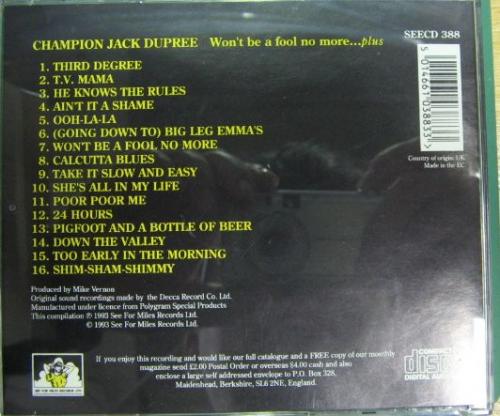 CHAMPION JACK DUPREE Won't be a fool no more...plus
SEECD 388
1. THIRD DEGREE
2. T.V. MAMA
3. HE KNOWS THE RULES
4. AIN'T IT A SHAME
5. OOH-LA-LA
6. (GOING DOWN TO) BIG LEG EMMA'S
7. WON'T BE A FOOL NO MORE
8. CALCUTTA BLUES
9. TAKE IT SLOW AND EASY
10. SHE'S ALL IN MY LIFE
11. POOR POOR ME
12. 24 HOURS
13. PIGFOOT AND A BOTTLE OF BEER
14. DOWN THE VALLEY
15. TOO EARLY IN THE MORNING
16. SHIM-SHAM-SHIMMY
5 014661 038833 >
Country of origin: UK
Made in the EC
Produced by Mike Vernon
Original sound recordings made by the Decca Record Co. Ltd.
Manufactured under licence from Polygram Special Products
This compilation ℗ 1993 See For Miles Records Ltd.
© 1993 See For Miles Records Ltd.
If you enjoy this recording and would like our full catalogue and a FREE copy of our monthly
magazine send £2.00 Postal Order or overseas $4.00 cash and also
enclose a large self addressed envelope to P.O. Box 328,
Maidenhead, Berkshire, SL6 2NE, England.
SEE FOR MILES RECORDS LTD.
COMPACT
disc
DIGITAL AUDIO